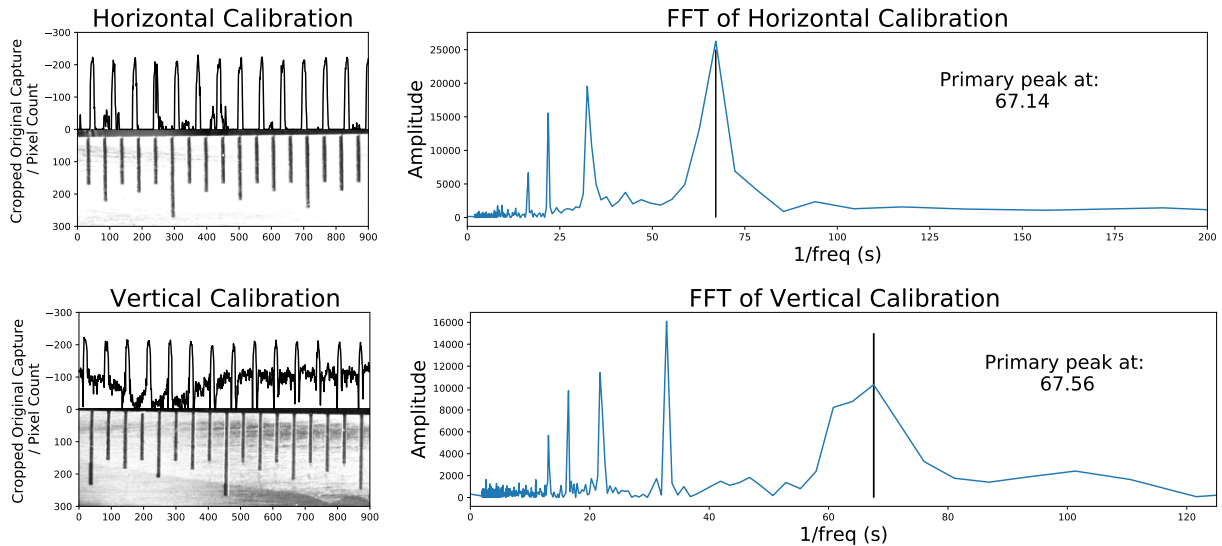 Horizontal Calibration
Cropped Original Capture
/ Pixel Count
−300
−200
−100
0
100
200
300
0 100 200 300 400 500 600 700 800 900
FFT of Horizontal Calibration
Amplitude
25000
20000
15000
10000
5000
0
Primary peak at:
67.14
0 25 50 75 100 125 150 175 200
1/freq (s)
Vertical Calibration
Cropped Original Capture
/ Pixel Count
−300
−200
−100
0
100
200
300
0 100 200 300 400 500 600 700 800 900
FFT of Vertical Calibration
Amplitude
16000
14000
12000
10000
8000
6000
4000
2000
0
Primary peak at:
67.56
0 20 40 60 80 100 120
1/freq (s)